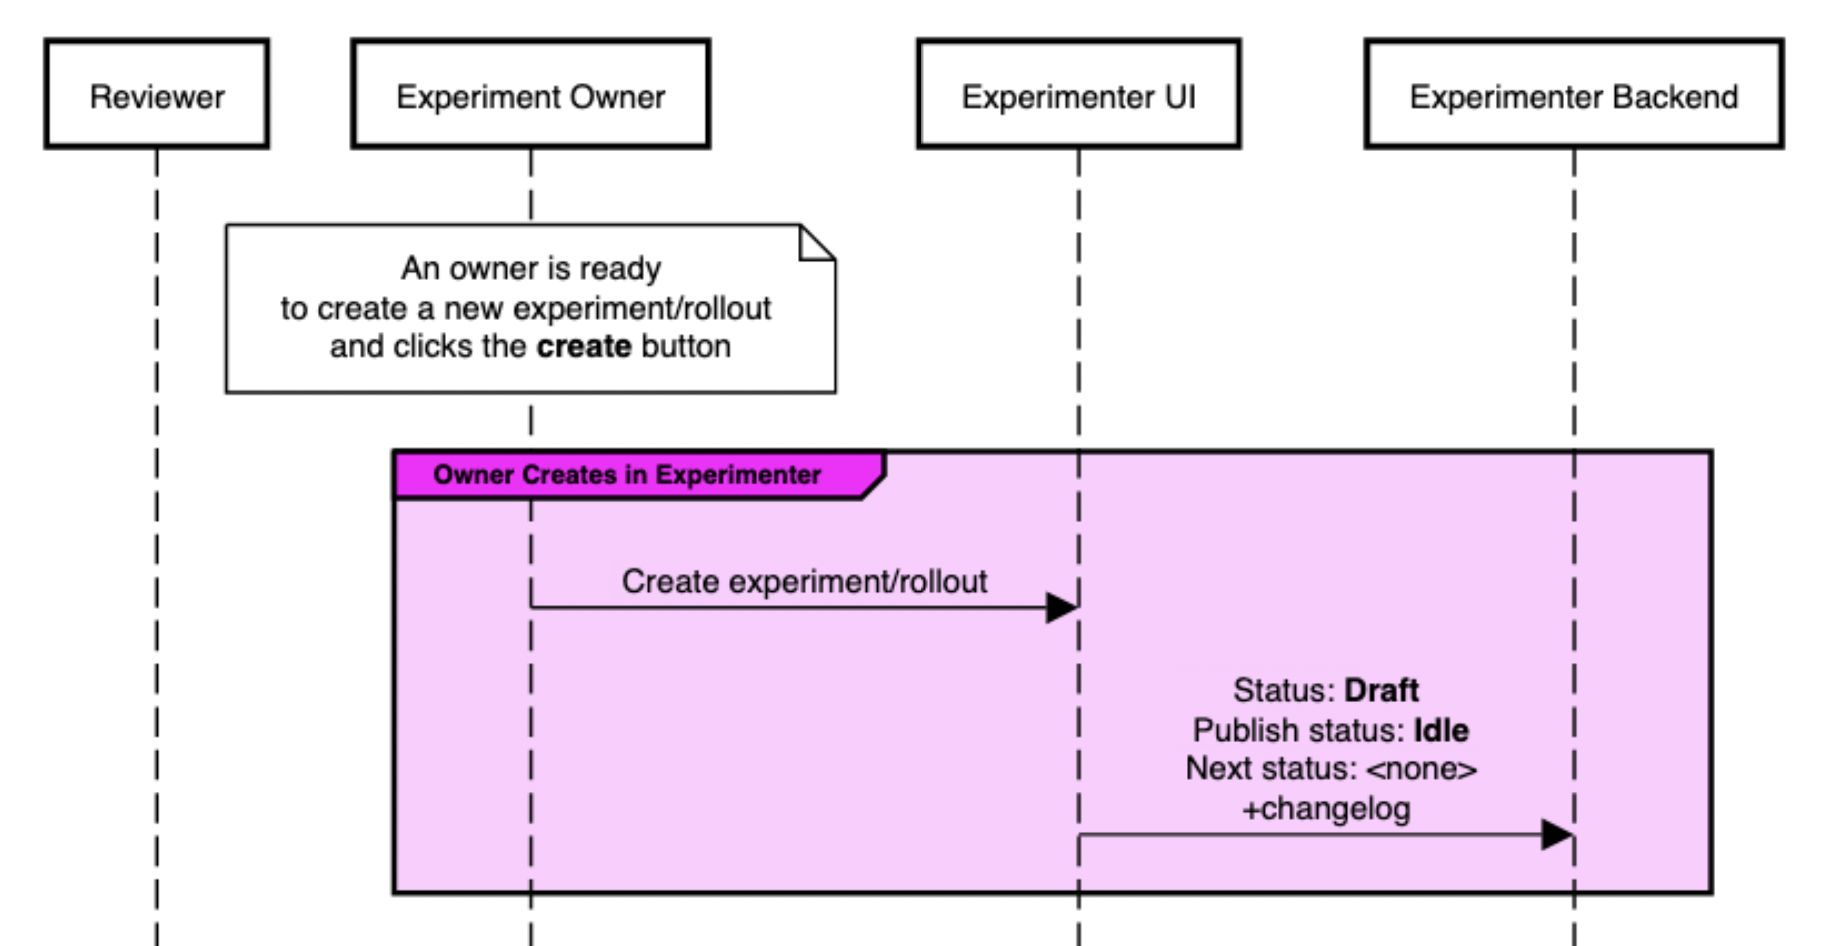 Reviewer
Experiment Owner
Experimenter UI
Experimenter Backend
An owner is ready
to create a new experiment/rollout
and clicks the create button
Owner Creates in Experimenter
Create experiment/rollout
Status: Draft
Publish status: Idle
Next status: <none>
+changelog